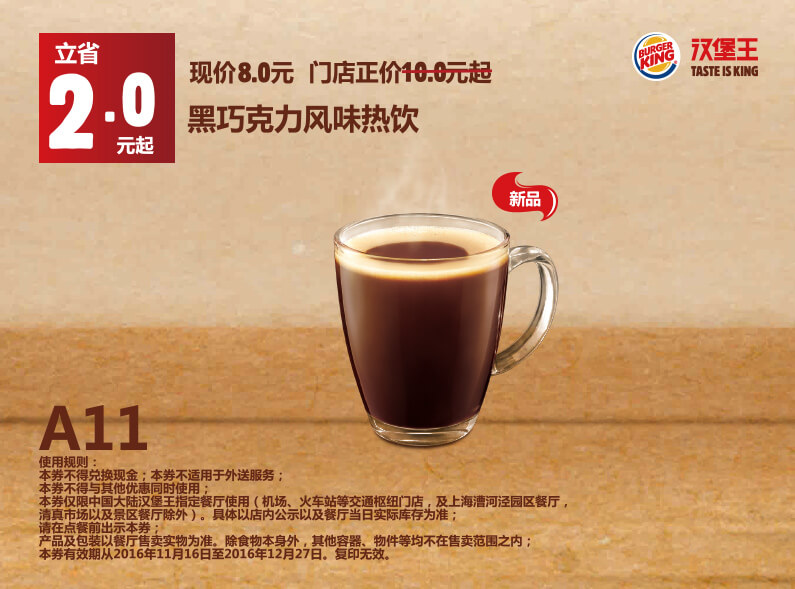 立省
2.0
元起
现价8.0元 门店正价10.0元起
黑巧克力风味热饮
BURGER
KING
汉堡王
TASTE IS KING
新品
A11
使用规则：
本券不得兑换现金；本券不适用于外送服务；
本券不得与其他优惠同时使用；
本券仅限中国大陆汉堡王指定餐厅使用（机场、火车站等交通枢纽门店，及上海漕河泾园区餐厅，
清真市场以及景区餐厅除外）。具体以店内公示以及餐厅当日实际库存为准；
请在点餐前出示本券；
产品及包装以餐厅售卖实物为准。除食物本身外，其他容器、物件等均不在售卖范围之内；
本券有效期从2016年11月16日至2016年12月27日。复印无效。